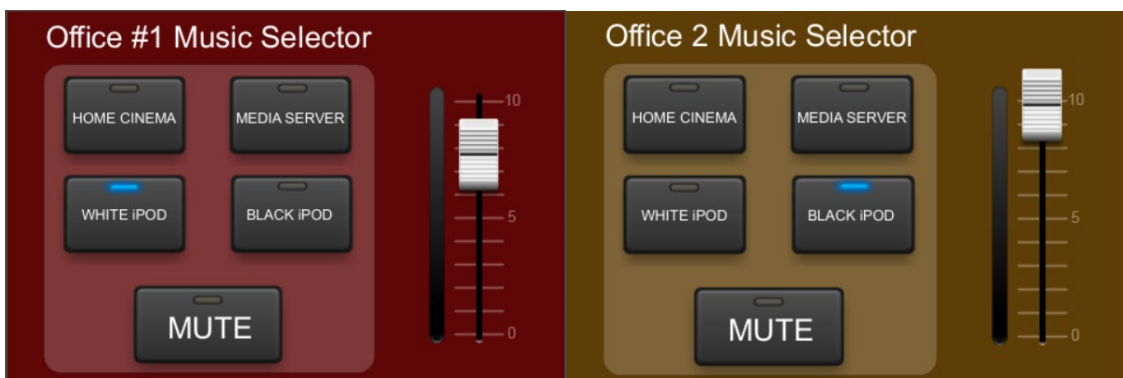 Office #1 Music Selector
HOME CINEMA
MEDIA SERVER
WHITE iPOD
BLACK iPOD
MUTE
10
5
0
Office 2 Music Selector
HOME CINEMA
MEDIA SERVER
WHITE iPOD
BLACK iPOD
MUTE
10
5
0